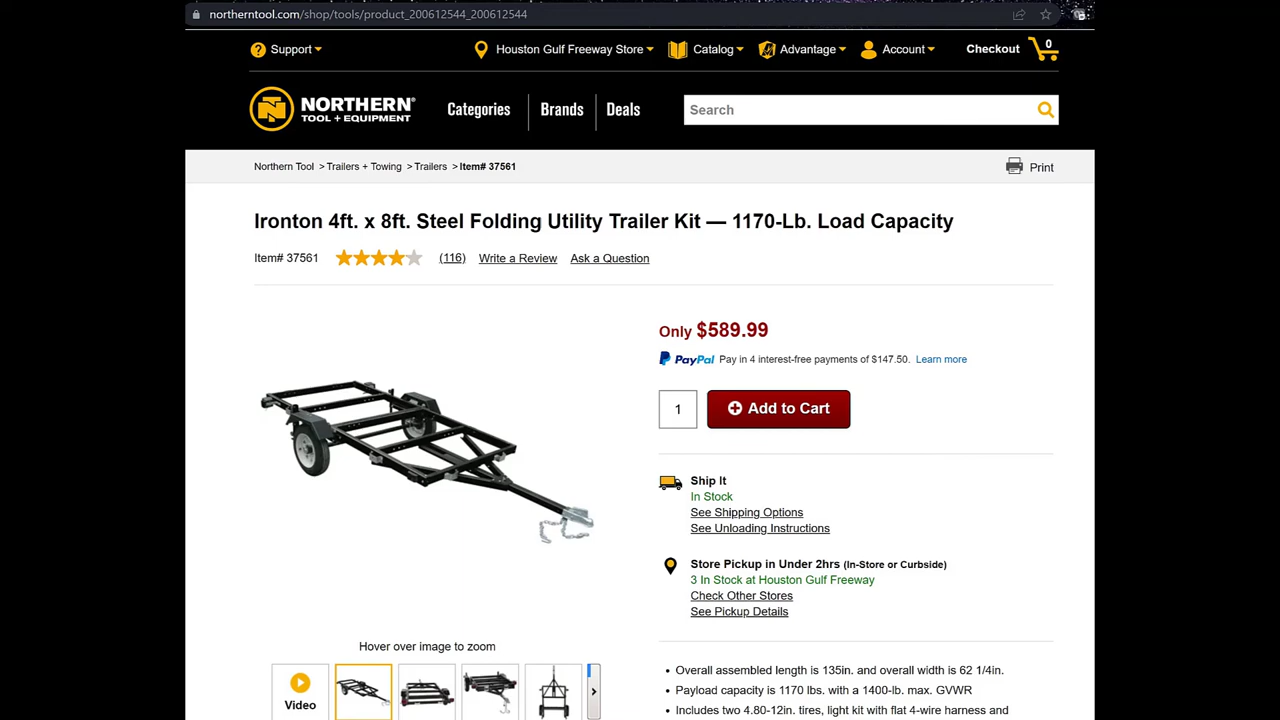 northerntool.com/shop/tools/product_200612544_200612544
Support Houston Gulf Freeway Store Catalog Advantage Account Checkout 0
NORTHERN®
TOOL + EQUIPMENT
Categories Brands Deals Search
Northern Tool > Trailers + Towing > Trailers > Item# 37561 Print
Ironton 4ft. x 8ft. Steel Folding Utility Trailer Kit — 1170-Lb. Load Capacity
Item# 37561 (116) Write a Review Ask a Question
Only $589.99
PayPal Pay in 4 interest-free payments of $147.50. Learn more
1 Add to Cart
Ship It
In Stock
See Shipping Options
See Unloading Instructions
Store Pickup in Under 2hrs (In-Store or Curbside)
3 In Stock at Houston Gulf Freeway
Check Other Stores
See Pickup Details
Hover over image to zoom
Video
• Overall assembled length is 135in. and overall width is 62 1/4in.
• Payload capacity is 1170 lbs. with a 1400-lb. max. GVWR
• Includes two 4.80-12in. tires, light kit with flat 4-wire harness and